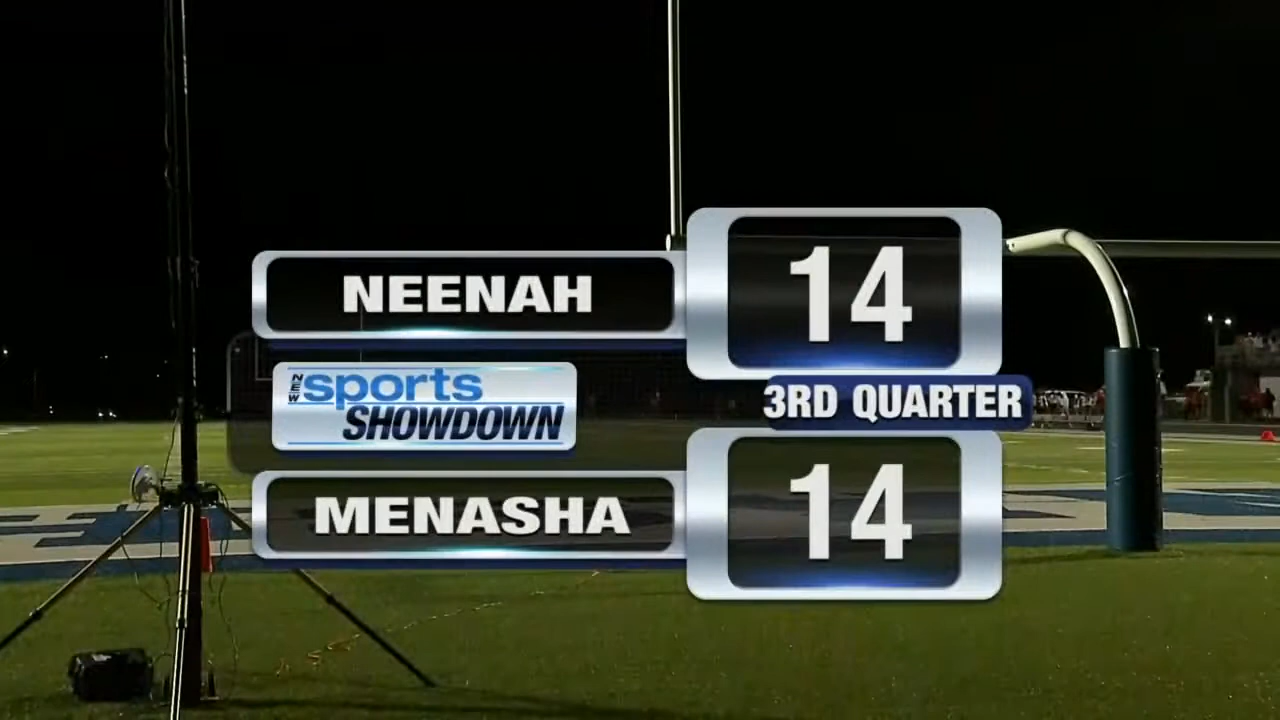 NEENAH
14
NEW
sports
SHOWDOWN
3RD QUARTER
MENASHA
14